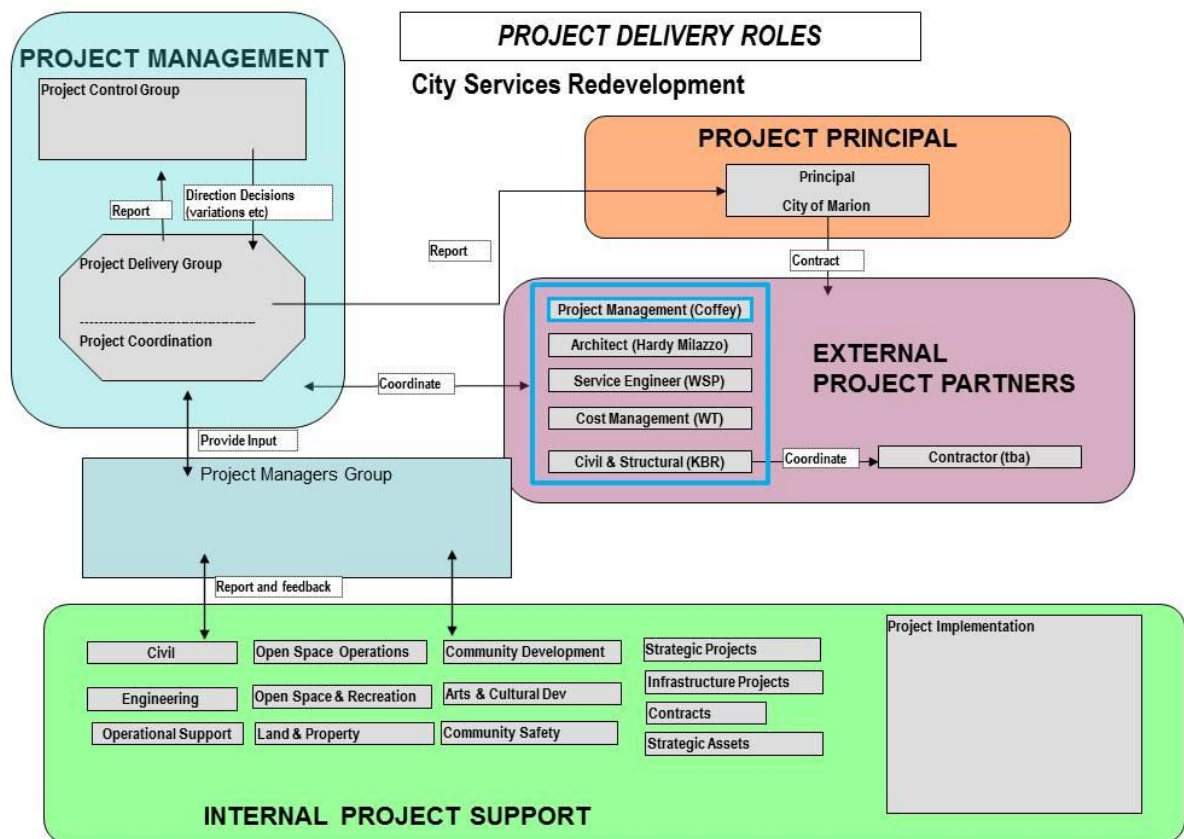 PROJECT DELIVERY ROLES
City Services Redevelopment
PROJECT MANAGEMENT
Project Control Group
Report
Direction Decisions
(variations etc)
Project Delivery Group
------------------------------------
Project Coordination
Report
PROJECT PRINCIPAL
Principal
City of Marion
Contract
Project Management (Coffey)
Architect (Hardy Milazzo)
Service Engineer (WSP)
Cost Management (WT)
Civil & Structural (KBR)
EXTERNAL
PROJECT PARTNERS
Coordinate
Coordinate
Contractor (tba)
Provide Input
Project Managers Group
Report and feedback
Civil
Engineering
Operational Support
Open Space Operations
Open Space & Recreation
Land & Property
Community Development
Arts & Cultural Dev
Community Safety
Strategic Projects
Infrastructure Projects
Contracts
Strategic Assets
Project Implementation
INTERNAL PROJECT SUPPORT